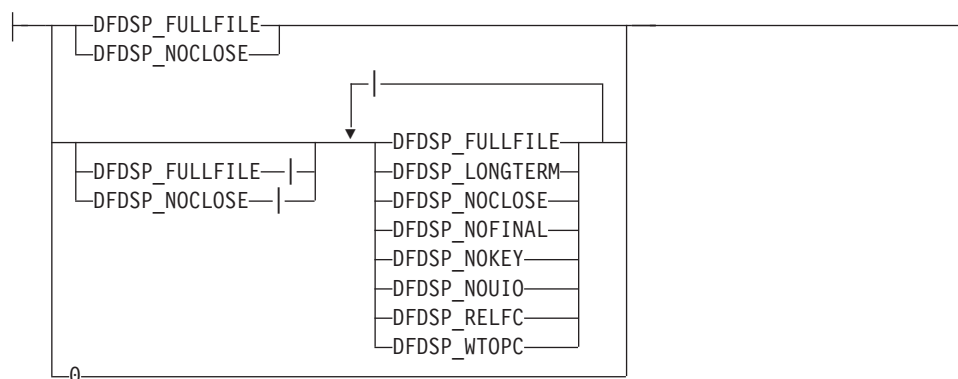 DFDSP_FULLFILE
DFDSP_NOCLOSE
|
DFDSP_FULLFILE
DFDSP_FULLFILE |
DFDSP_LONGTERM
DFDSP_NOCLOSE |
DFDSP_NOCLOSE
DFDSP_NOFINAL
DFDSP_NOKEY
DFDSP_NOUIO
DFDSP_RELFC
DFDSP_WTOPC
0